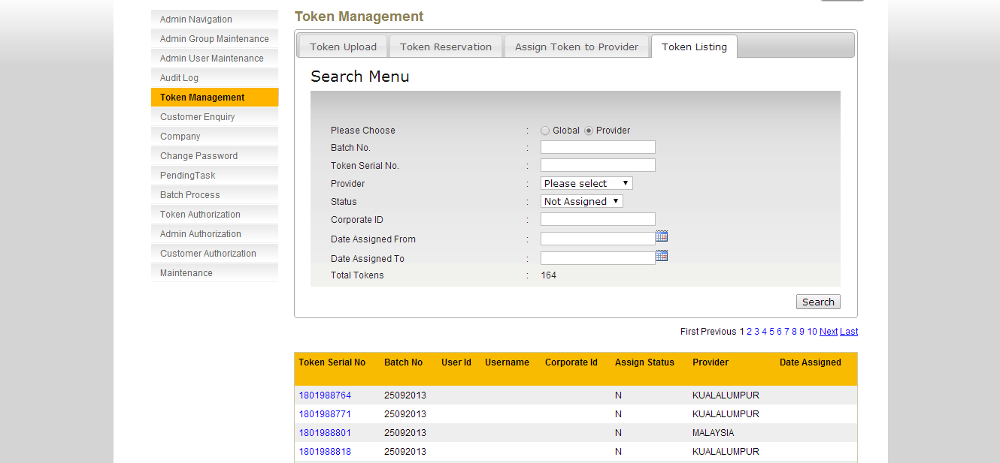 Admin Navigation
Admin Group Maintenance
Admin User Maintenance
Audit Log
Token Management
Customer Enquiry
Company
Change Password
PendingTask
Batch Process
Token Authorization
Admin Authorization
Customer Authorization
Maintenance
Token Management
Token Upload Token Reservation Assign Token to Provider Token Listing
Search Menu
Please Choose : Global Provider
Batch No. :
Token Serial No. :
Provider : Please select
Status : Not Assigned
Corporate ID :
Date Assigned From :
Date Assigned To :
Total Tokens : 164
Search
First Previous 1 2 3 4 5 6 7 8 9 10 Next Last
Token Serial No Batch No User Id Username Corporate Id Assign Status Provider Date Assigned
1801988764 25092013 N KUALALUMPUR
1801988771 25092013 N KUALALUMPUR
1801988801 25092013 N MALAYSIA
1801988818 25092013 N KUALALUMPUR